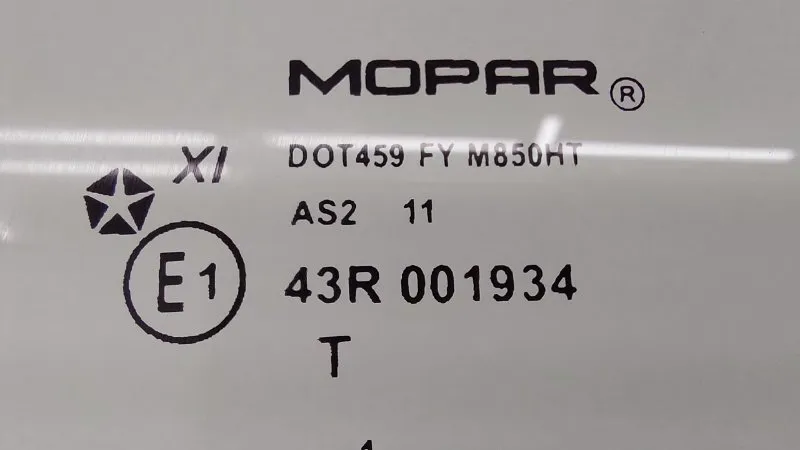 MOPAR®
XI DOT459 FY M850HT
AS2 11
E1 43R 001934
T